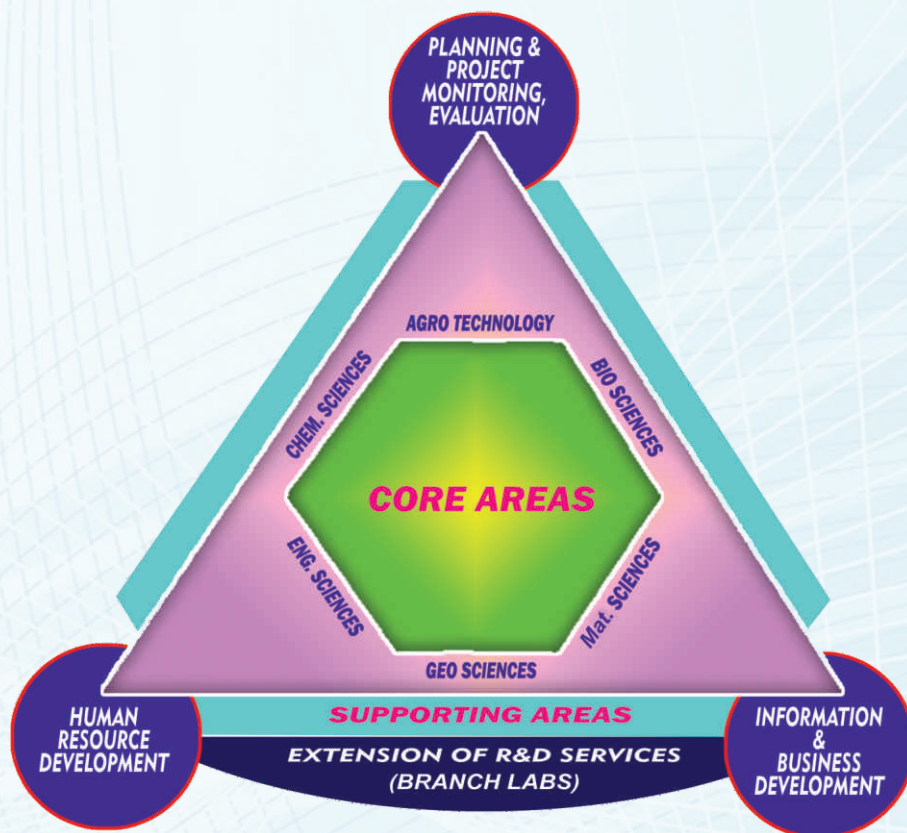 PLANNING &
PROJECT
MONITORING,
EVALUATION
AGRO TECHNOLOGY
CHEM. SCIENCES
BIO SCIENCES
CORE AREAS
ENG. SCIENCES
Mat. SCIENCES
GEO SCIENCES
HUMAN
RESOURCE
DEVELOPMENT
SUPPORTING AREAS
EXTENSION OF R&D SERVICES
(BRANCH LABS)
INFORMATION
&
BUSINESS
DEVELOPMENT